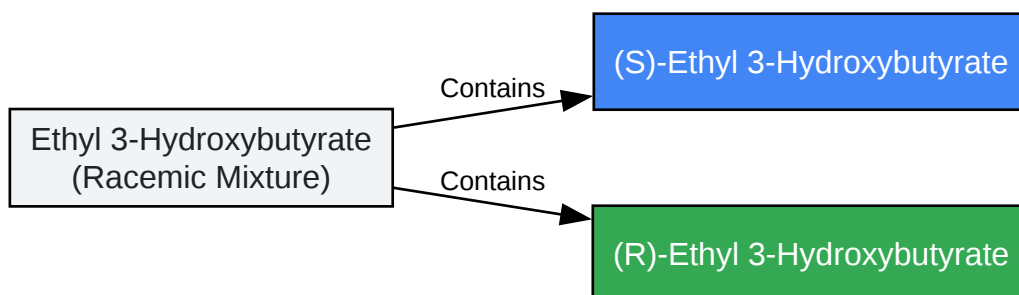 Ethyl 3-Hydroxybutyrate
(Racemic Mixture)
Contains
(S)-Ethyl 3-Hydroxybutyrate
Contains
(R)-Ethyl 3-Hydroxybutyrate